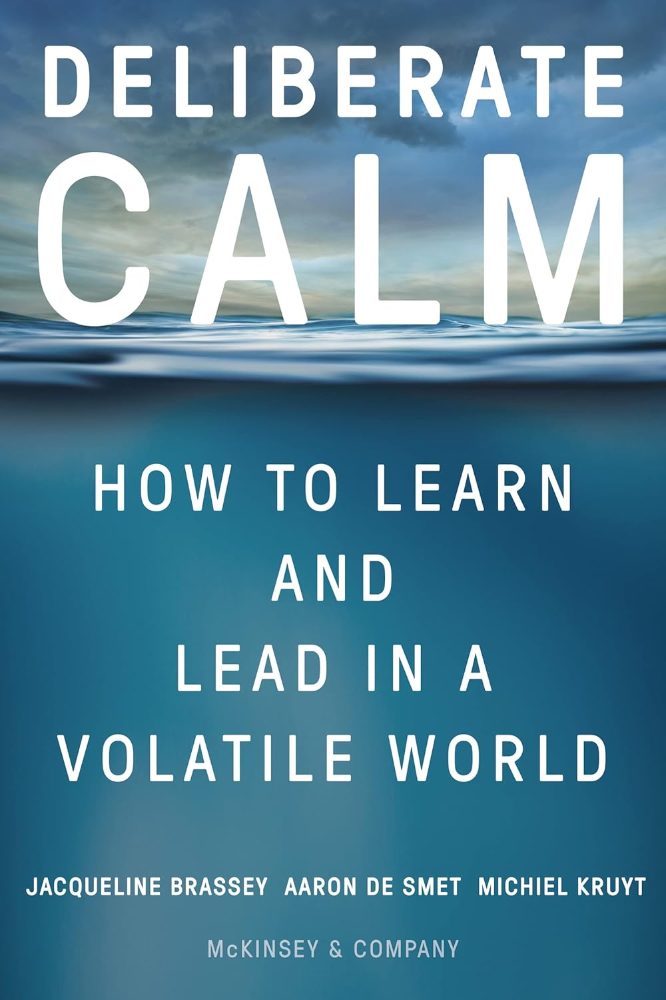 DELIBERATE
CALM
HOW TO LEARN
AND
LEAD IN A
VOLATILE WORLD
JACQUELINE BRASSEY AARON DE SMET MICHIEL KRUYT
McKINSEY & COMPANY